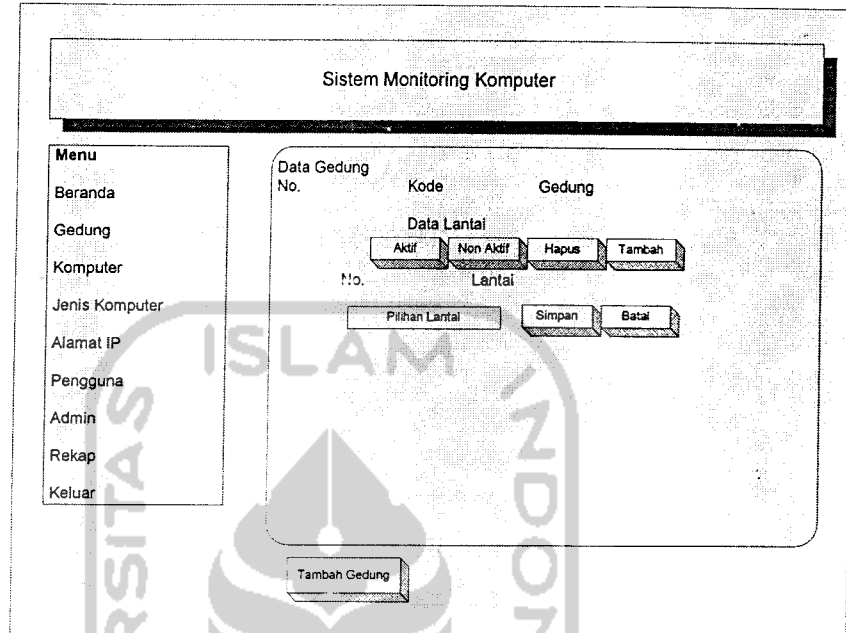 Sistem Monitoring Komputer
Menu
Beranda
Gedung
Komputer
Jenis Komputer
Alamat IP
Pengguna
Admin
Rekap
Keluar
Data Gedung
No. Kode Gedung
Data Lantai
Aktif Non Aktif Hapus Tambah
No. Lantai
Pilihan Lantai Simpan Batal
Tambah Gedung
ISLAM